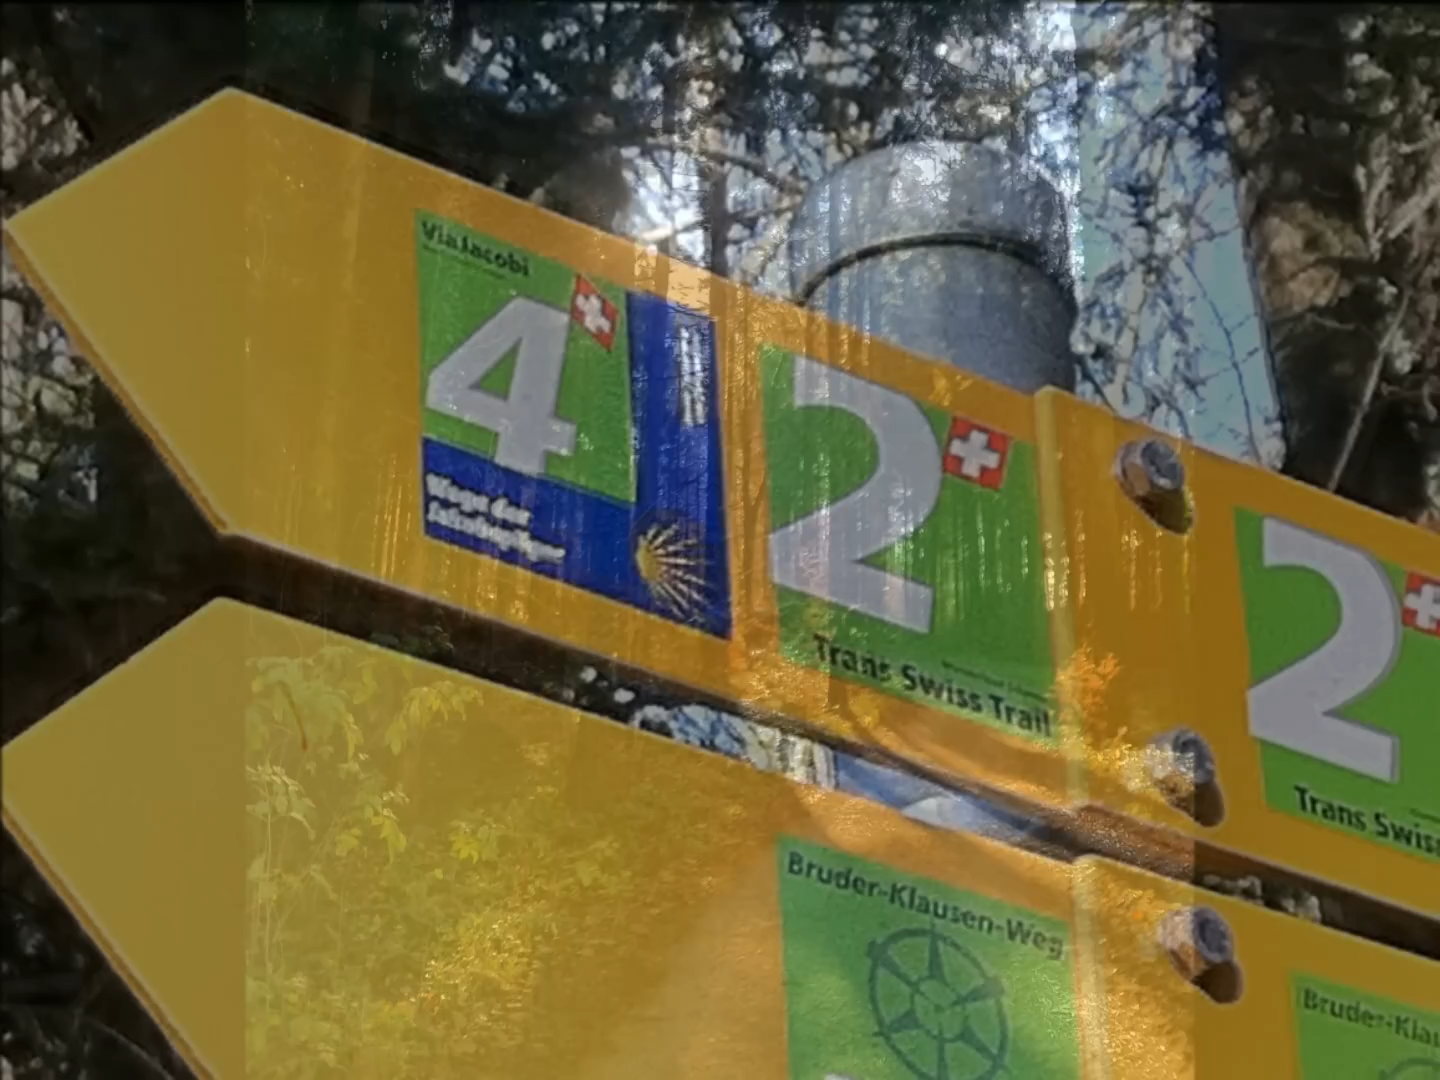 ViaJacobi
4
Wege der
Jakobspilger
2
Trans Swiss Trail
2
Trans Swiss
Bruder-Klausen-Weg
Bruder-Klau